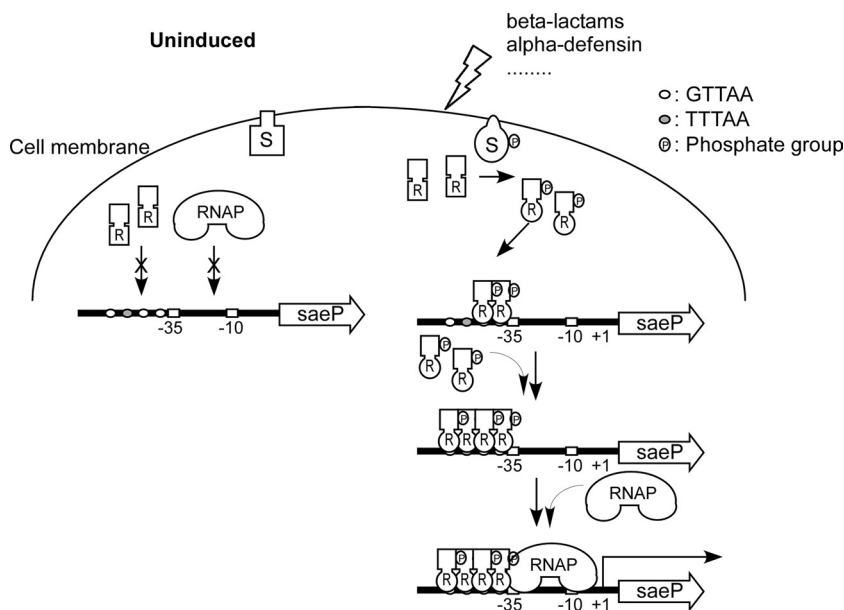 Uninduced
beta-lactams
alpha-defensin
........
: GTTAA
: TTTAA
P : Phosphate group
Cell membrane
S
S P
R R RNAP
R R
R P R P
X X
saeP
-35 -10
P P
R R
saeP
-35 -10 +1
R P R P
P P P
R R R R
saeP
-35 -10 +1
RNAP
P P P
R R R R RNAP
saeP
-35 -10 +1